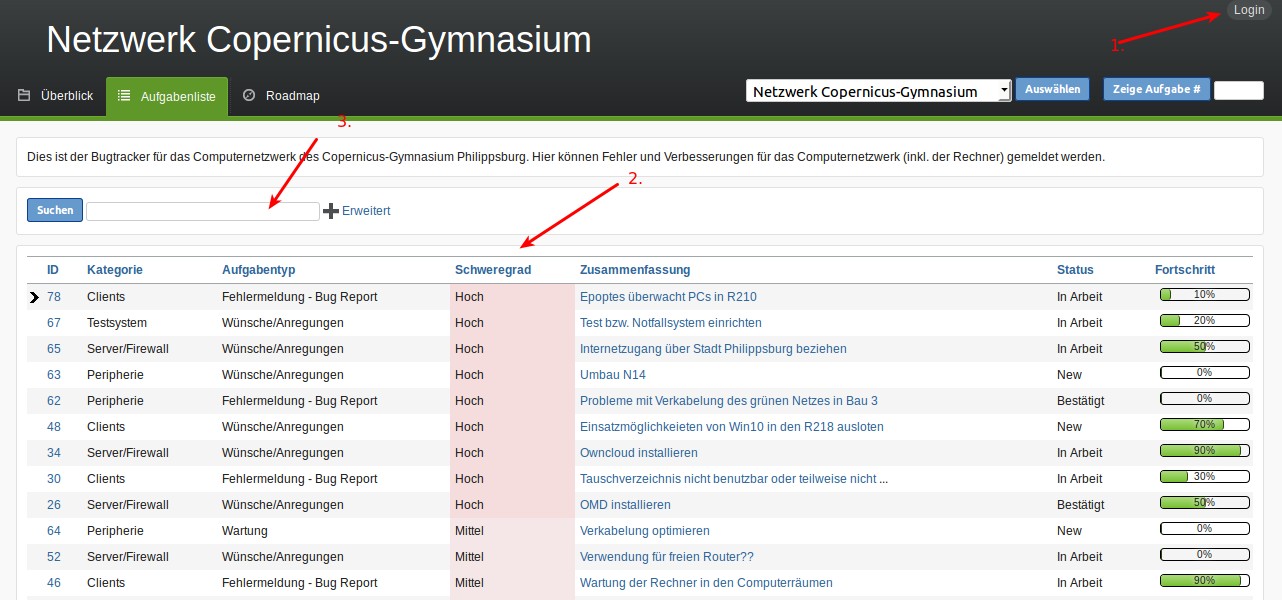 Login
1.
Netzwerk Copernicus-Gymnasium
Überblick Aufgabenliste Roadmap Netzwerk Copernicus-Gymnasium Auswählen Zeige Aufgabe #
3.
Dies ist der Bugtracker für das Computernetzwerk des Copernicus-Gymnasium Philippsburg. Hier können Fehler und Verbesserungen für das Computernetzwerk (inkl. der Rechner) gemeldet werden.
2.
Suchen Erweitert
ID Kategorie Aufgabentyp Schweregrad Zusammenfassung Status Fortschritt
78 Clients Fehlermeldung - Bug Report Hoch Epoptes überwacht PCs in R210 In Arbeit 10%
67 Testsystem Wünsche/Anregungen Hoch Test bzw. Notfallsystem einrichten In Arbeit 20%
65 Server/Firewall Wünsche/Anregungen Hoch Internetzugang über Stadt Philippsburg beziehen In Arbeit 50%
63 Peripherie Wünsche/Anregungen Hoch Umbau N14 New 0%
62 Peripherie Fehlermeldung - Bug Report Hoch Probleme mit Verkabelung des grünen Netzes in Bau 3 Bestätigt 0%
48 Clients Wünsche/Anregungen Hoch Einsatzmöglichkeieten von Win10 in den R218 ausloten New 70%
34 Server/Firewall Wünsche/Anregungen Hoch Owncloud installieren In Arbeit 90%
30 Clients Fehlermeldung - Bug Report Hoch Tauschverzeichnis nicht benutzbar oder teilweise nicht ... In Arbeit 30%
26 Server/Firewall Wünsche/Anregungen Hoch OMD installieren Bestätigt 50%
64 Peripherie Wartung Mittel Verkabelung optimieren New 0%
52 Server/Firewall Wünsche/Anregungen Mittel Verwendung für freien Router?? In Arbeit 0%
46 Clients Fehlermeldung - Bug Report Mittel Wartung der Rechner in den Computerräumen In Arbeit 90%